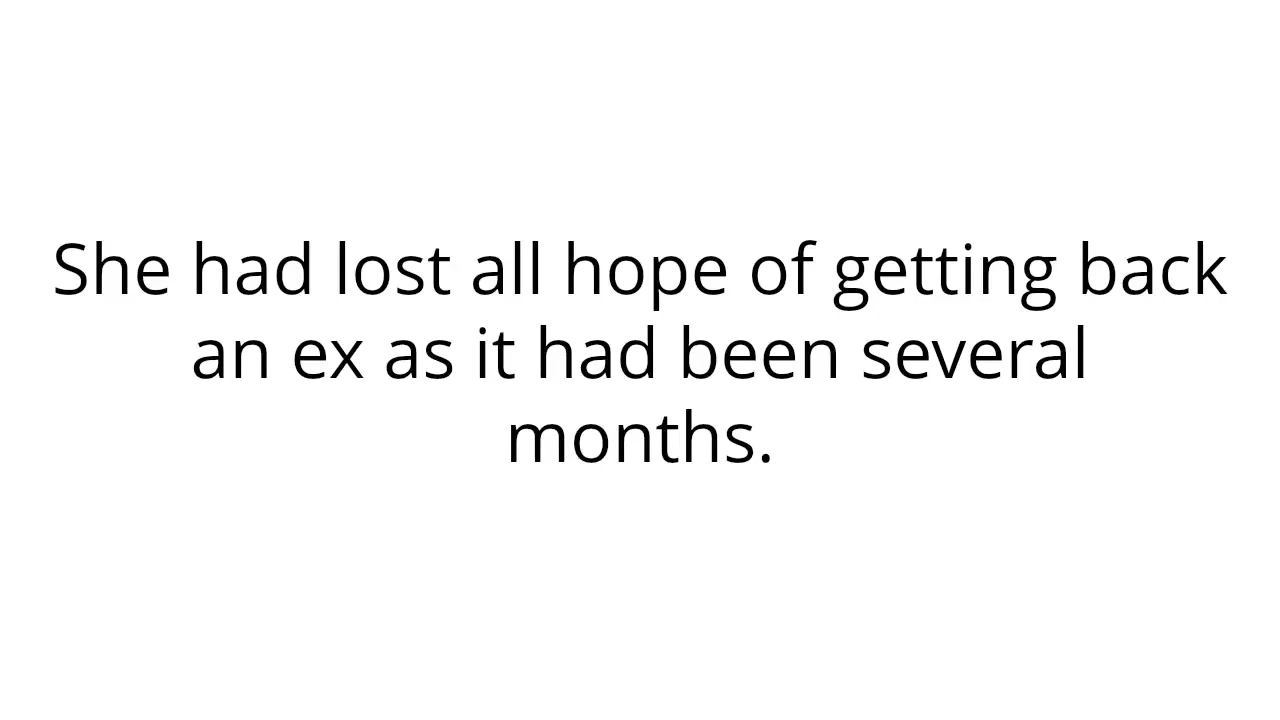 She had lost all hope of getting back
an ex as it had been several
months.